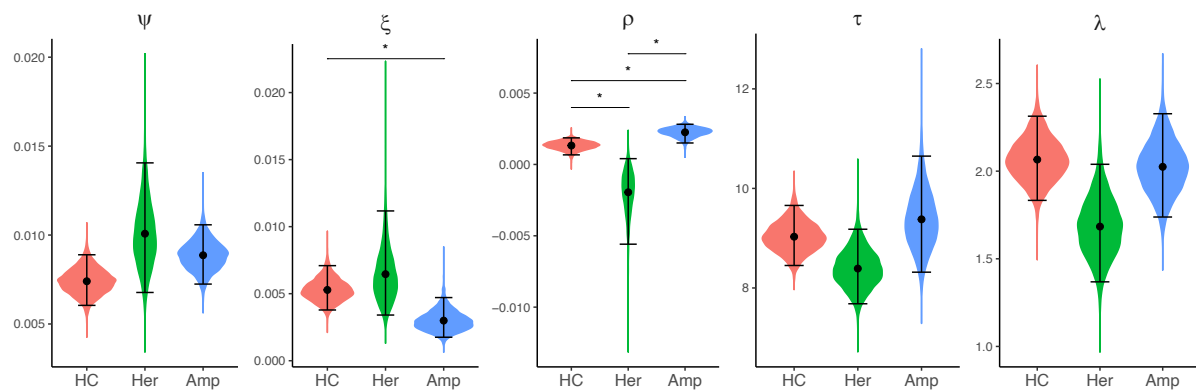 ψ ξ ρ τ λ
* * * *
0.020 0.015 0.010 0.005
0.020 0.015 0.010 0.005 0.000
0.005 0.000 −0.005 −0.010
12 10 8
2.5 2.0 1.5 1.0
HC Her Amp HC Her Amp HC Her Amp HC Her Amp HC Her Amp